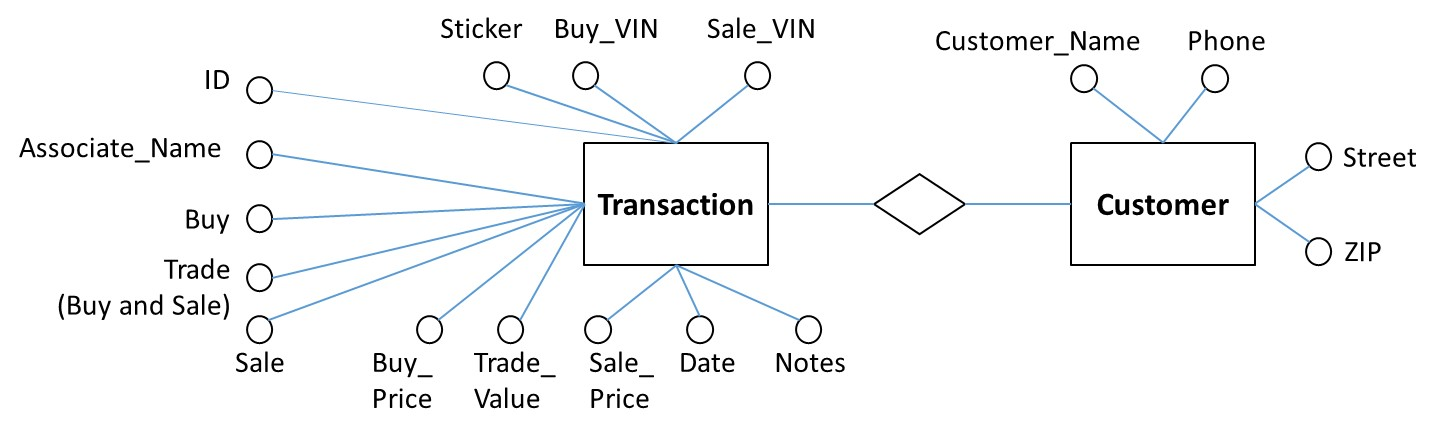 Sticker
Buy_VIN
Sale_VIN
Customer_Name
Phone
ID
Associate_Name
Street
Buy
Transaction
Customer
Trade
(Buy and Sale)
ZIP
Sale
Buy_
Price
Trade_
Value
Sale_
Price
Date
Notes